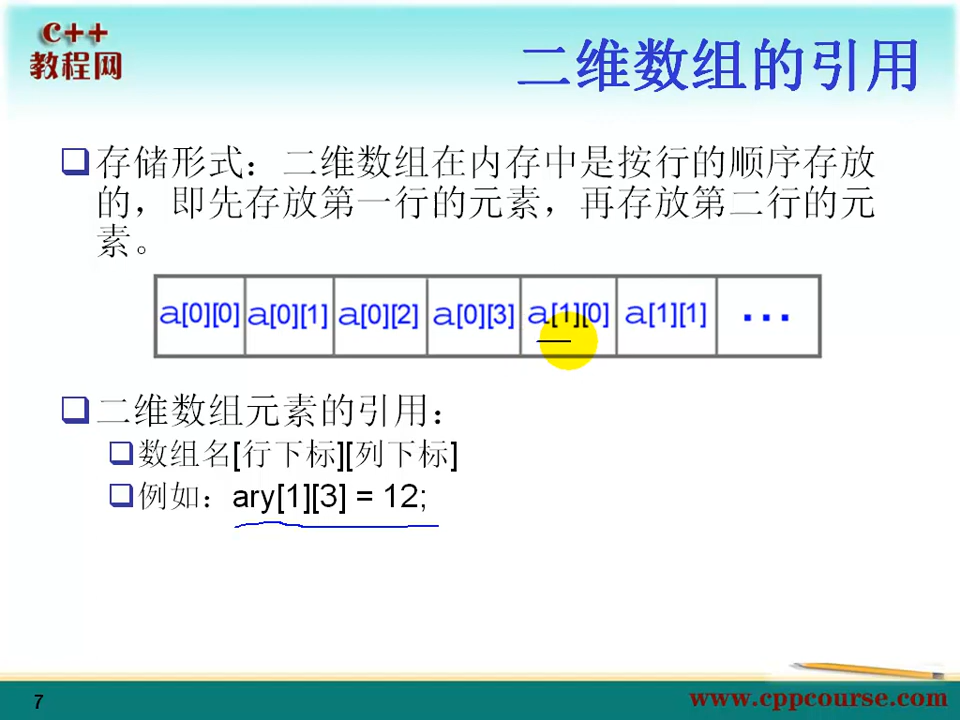 c++
教程网
二维数组的引用
存储形式：二维数组在内存中是按行的顺序存放
的，即先存放第一行的元素，再存放第二行的元
素。
a[0][0] a[0][1] a[0][2] a[0][3] a[1][0] a[1][1] ...
二维数组元素的引用：
数组名[行下标][列下标]
例如：ary[1][3] = 12;
7
www.cppcourse.com